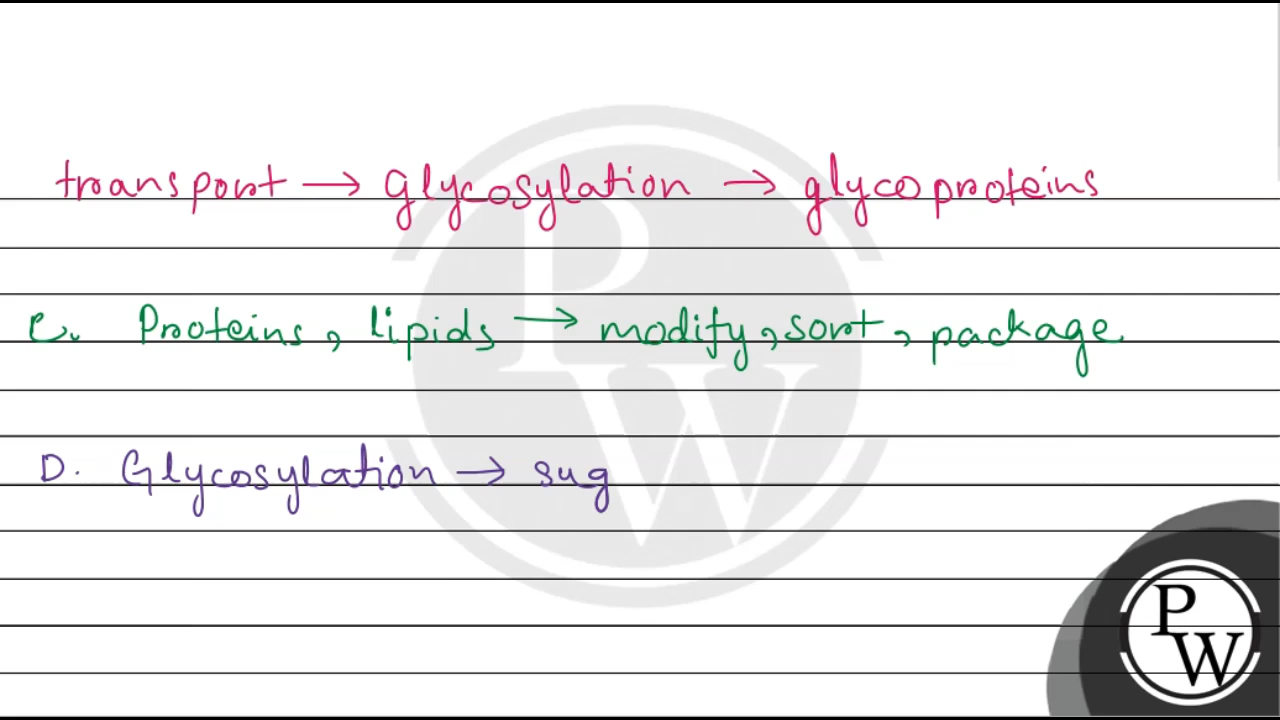 transport → glycosylation → glycoproteins
C. Proteins, lipids → modify, sort, package
D. Glycosylation → sug
P
W
P
W